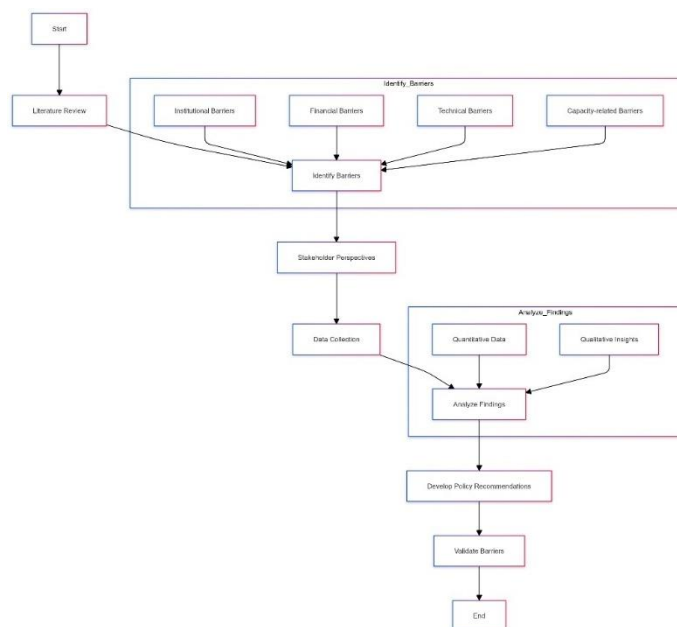 Start
Identify_Barriers
Literature Review
Institutional Barriers
Financial Barriers
Technical Barriers
Capacity-related Barriers
Identify Barriers
Stakeholder Perspectives
Analyze_Findings
Data Collection
Quantitative Data
Qualitative Insights
Analyze Findings
Develop Policy Recommendations
Validate Barriers
End